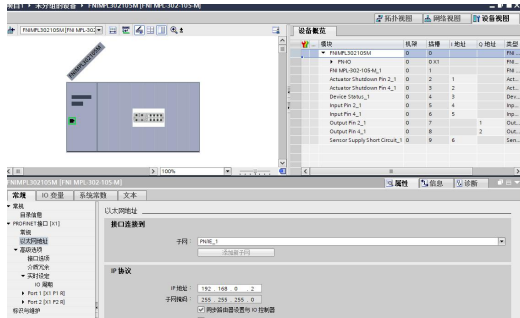 项目1 ▸ 未分组的设备 ▸ FNIMPL302105M [FNI MPL-302-105-M]
拓扑视图 网络视图 设备视图
FNIMPL302105M [FNI MPL-302
设备概览
模块 机架 插槽 I 地址 Q 地址 类型
FNIMPL302105M
▼ FNIMPL302105M 0 0 FNI ...
▸ PN-IO 0 0 X1 FNI ...
FNI MPL-302-105-M_1 0 1 FNI ...
Actuator Shutdown Pin 2_1 0 2 1 Act...
Actuator Shutdown Pin 4_1 0 3 2 Act...
Device Status_1 0 4 3 Dev...
Input Pin 2_1 0 5 4 Inp...
Input Pin 4_1 0 6 5 Inp...
Output Pin 2_1 0 7 1 Out...
Output Pin 4_1 0 8 2 Out...
Sensor Supply Short Circuit_1 0 9 6 Sen...
100%
FNIMPL302105M [FNI MPL-302-105-M]
属性 信息 诊断
常规 IO 变量 系统常数 文本
▼ 常规
目录信息
▼ PROFINET接口 [X1]
常规
以太网地址
▼ 高级选项
接口选项
介质冗余
▼ 实时设定
IO 周期
▸ Port 1 [X1 P1 R]
▸ Port 2 [X1 P2 R]
标识与维护
以太网地址
接口连接到
子网: PN/IE_1
添加新子网
IP 协议
IP 地址: 192 . 168 . 0 . 2
子网掩码: 255 . 255 . 255 . 0
同步路由器设置与 IO 控制器